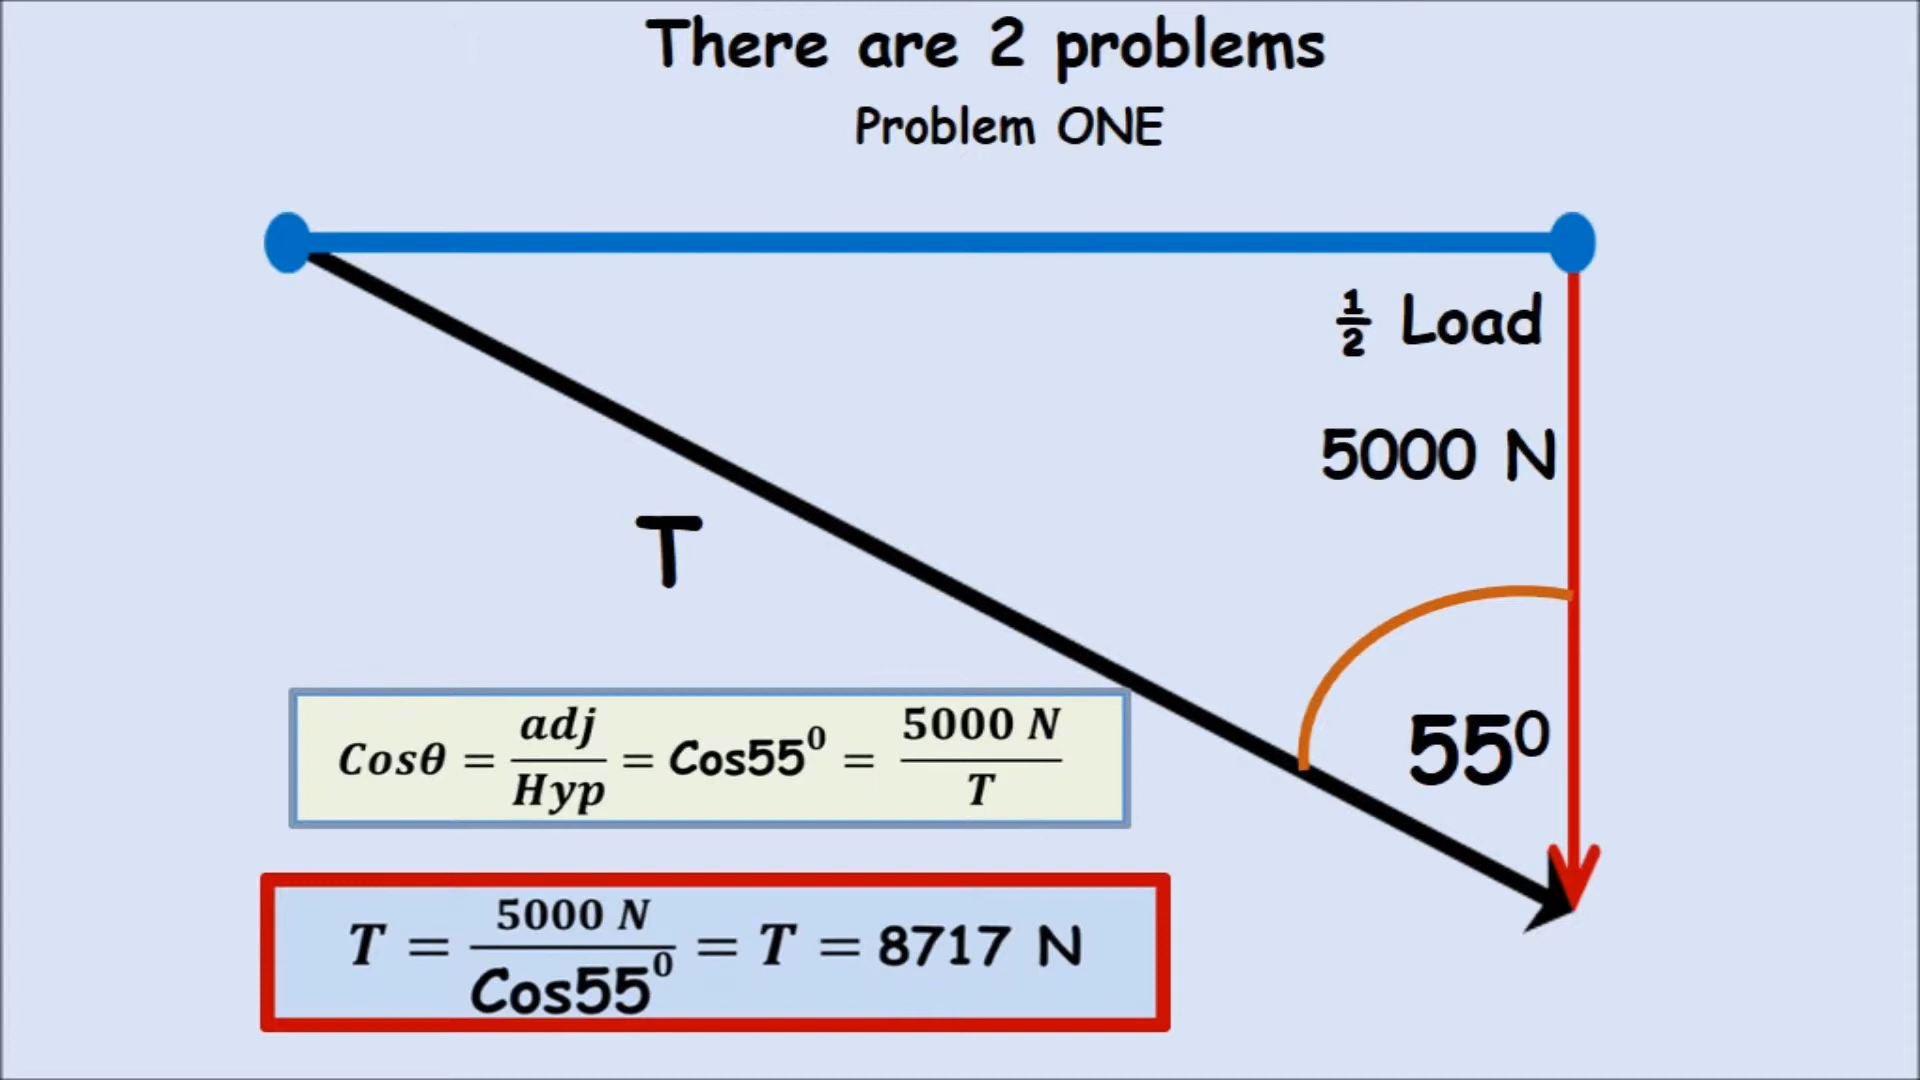 There are 2 problems
Problem ONE
½ Load
5000 N
T
55⁰
Cosθ = adj/Hyp = Cos55⁰ = 5000 N/T
T = 5000 N/Cos55⁰ = T = 8717 N